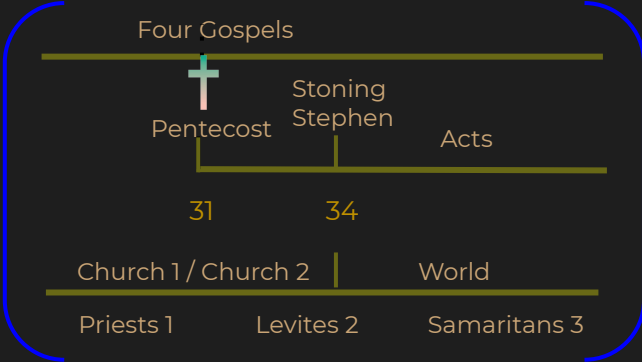 Four Gospels
Stoning
Stephen
Pentecost
Acts
31 34
Church 1 / Church 2 World
Priests 1 Levites 2 Samaritans 3